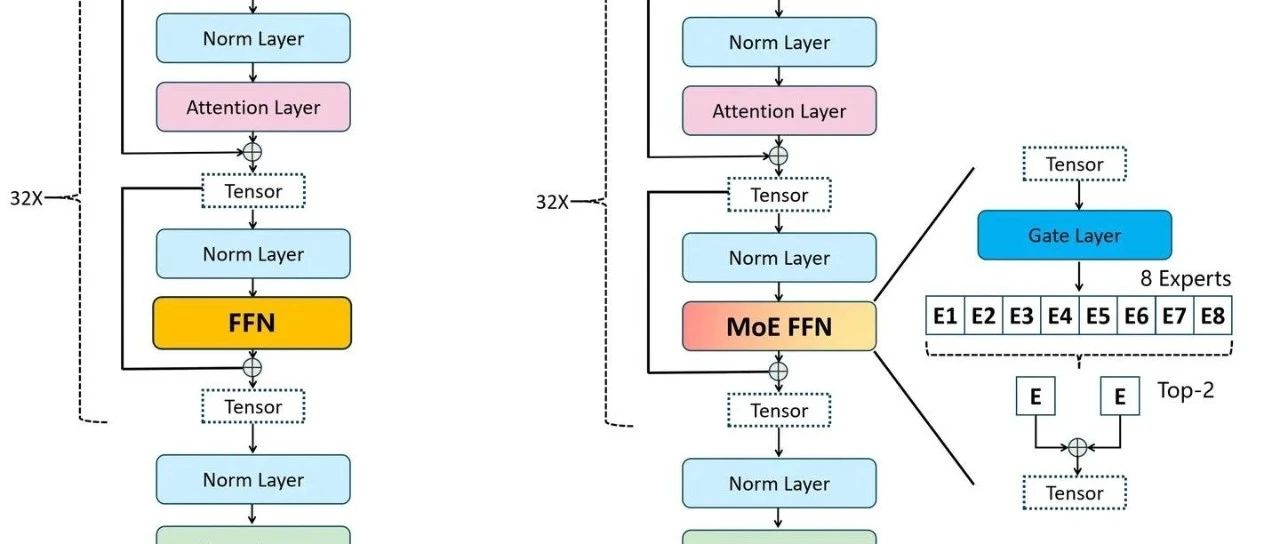 Norm Layer
Attention Layer
Tensor
32X
Norm Layer
FFN
Tensor
Norm Layer
Norm Layer
Attention Layer
Tensor
32X
Norm Layer
MoE FFN
Tensor
Norm Layer
Tensor
Gate Layer
8 Experts
E1 E2 E3 E4 E5 E6 E7 E8
E E Top-2
Tensor